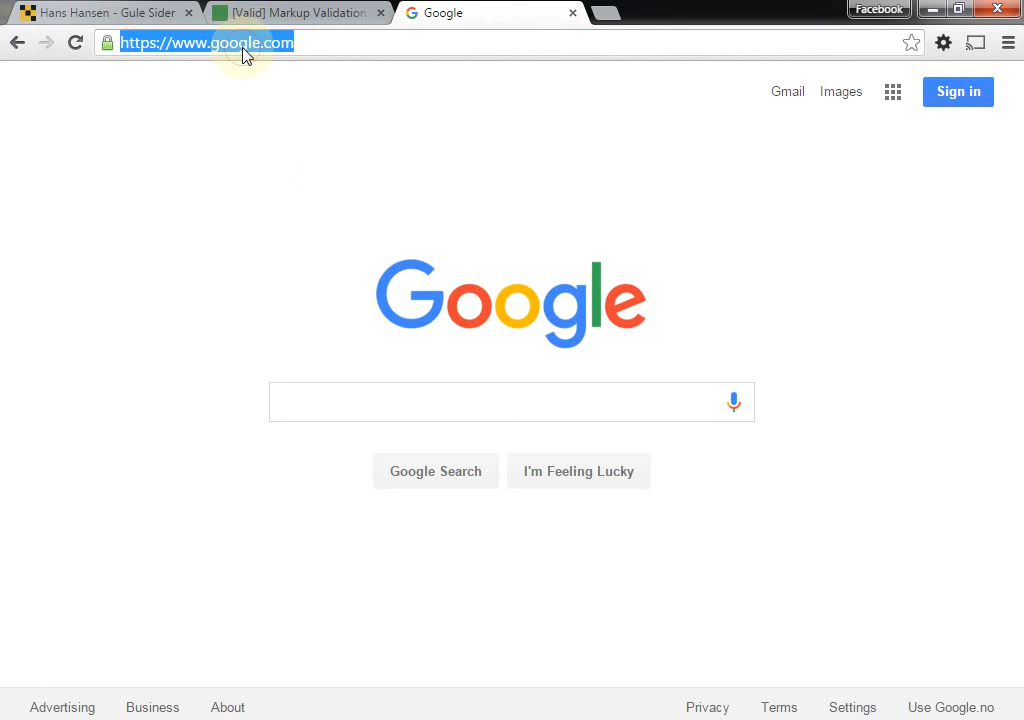 Hans Hansen - Gule Sider
[Valid] Markup Validation
Google
Facebook
https://www.google.com
Gmail
Images
Sign in
Google
Google Search
I'm Feeling Lucky
Advertising
Business
About
Privacy
Terms
Settings
Use Google.no